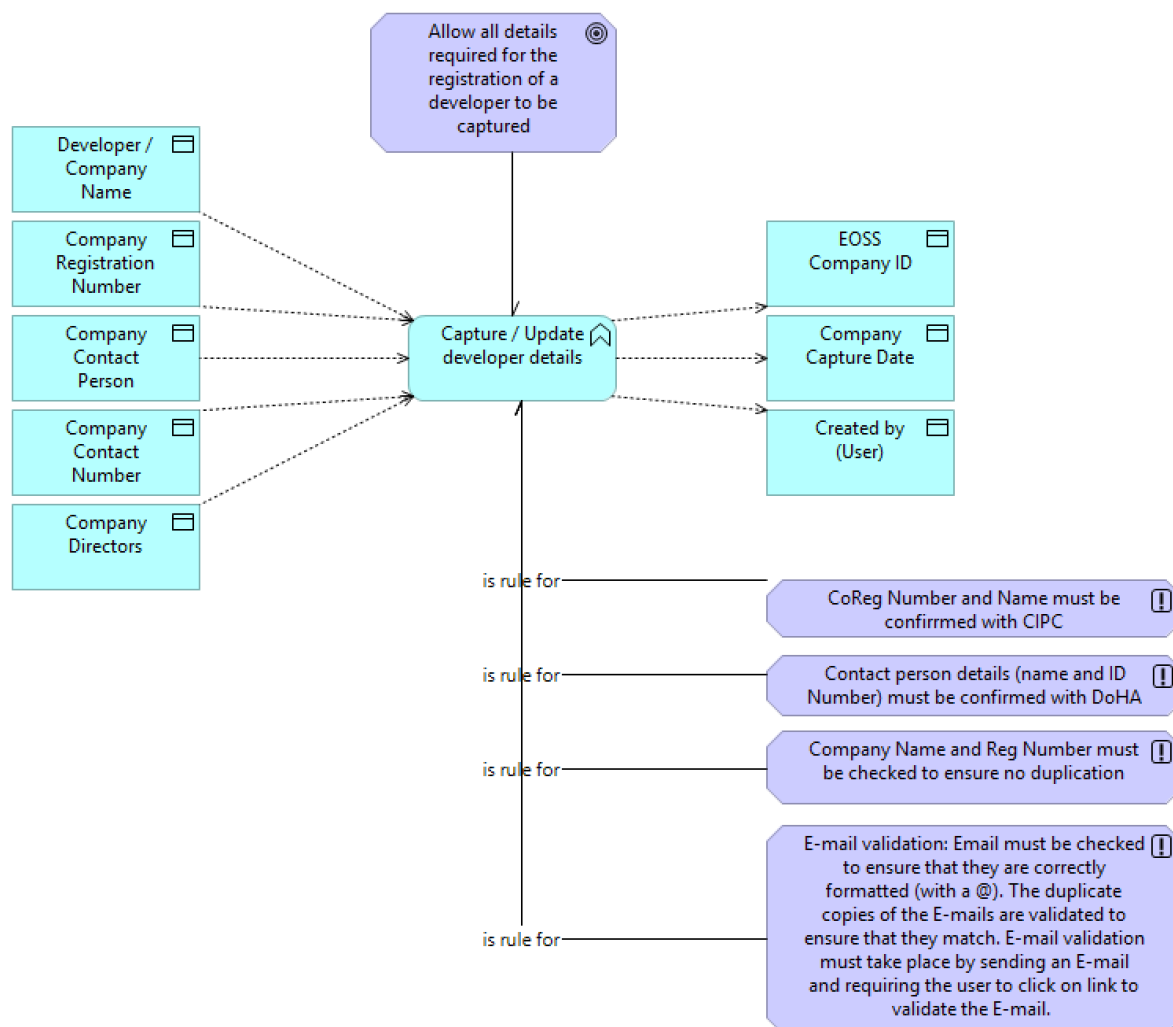 Allow all details
required for the
registration of a
developer to be
captured
Developer /
Company
Name
Company
Registration
Number
Company
Contact
Person
Company
Contact
Number
Company
Directors
Capture / Update
developer details
EOSS
Company ID
Company
Capture Date
Created by
(User)
is rule for
CoReg Number and Name must be
confirrmed with CIPC
is rule for
Contact person details (name and ID
Number) must be confirmed with DoHA
is rule for
Company Name and Reg Number must
be checked to ensure no duplication
is rule for
E-mail validation: Email must be checked
to ensure that they are correctly
formatted (with a @). The duplicate
copies of the E-mails are validated to
ensure that they match. E-mail validation
must take place by sending an E-mail
and requiring the user to click on link to
validate the E-mail.